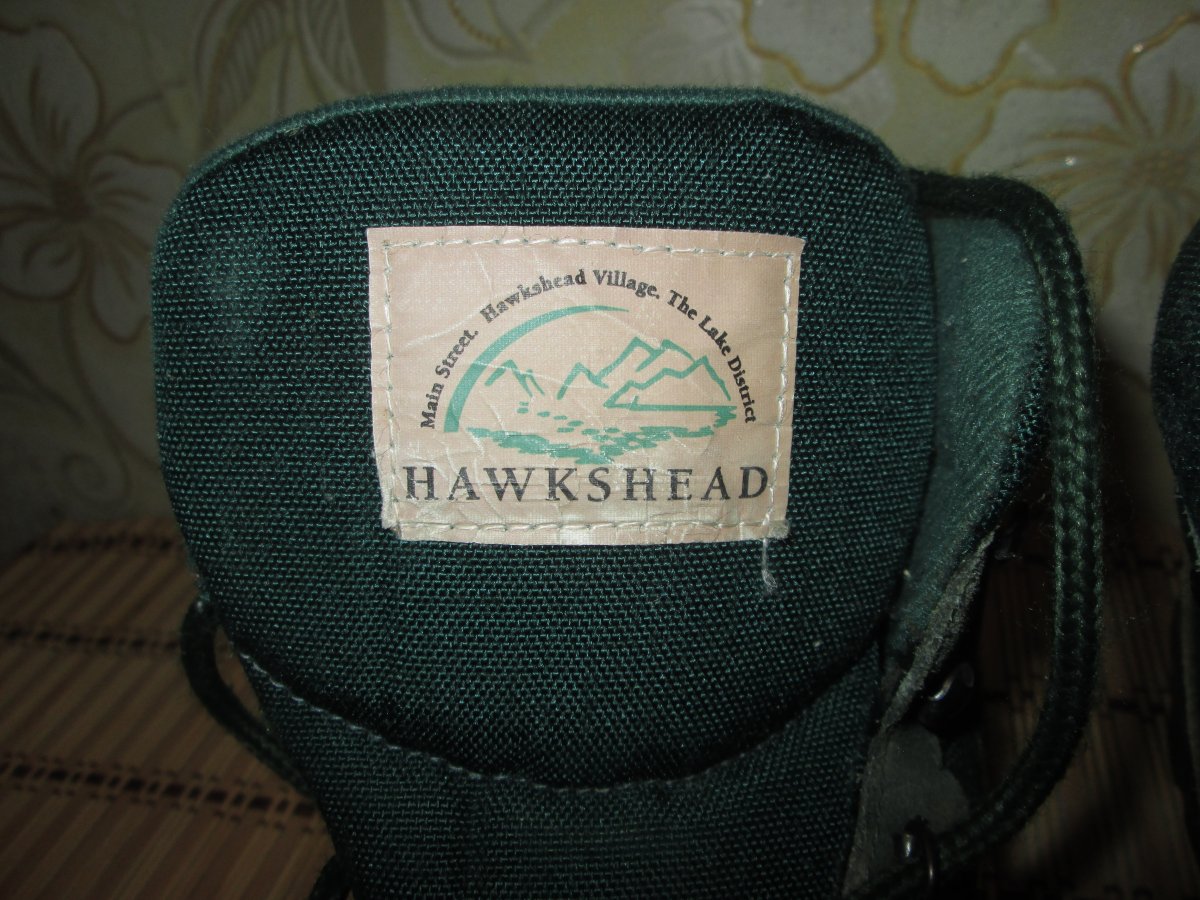 Main Street. Hawkshead Village. The Lake District
HAWKSHEAD